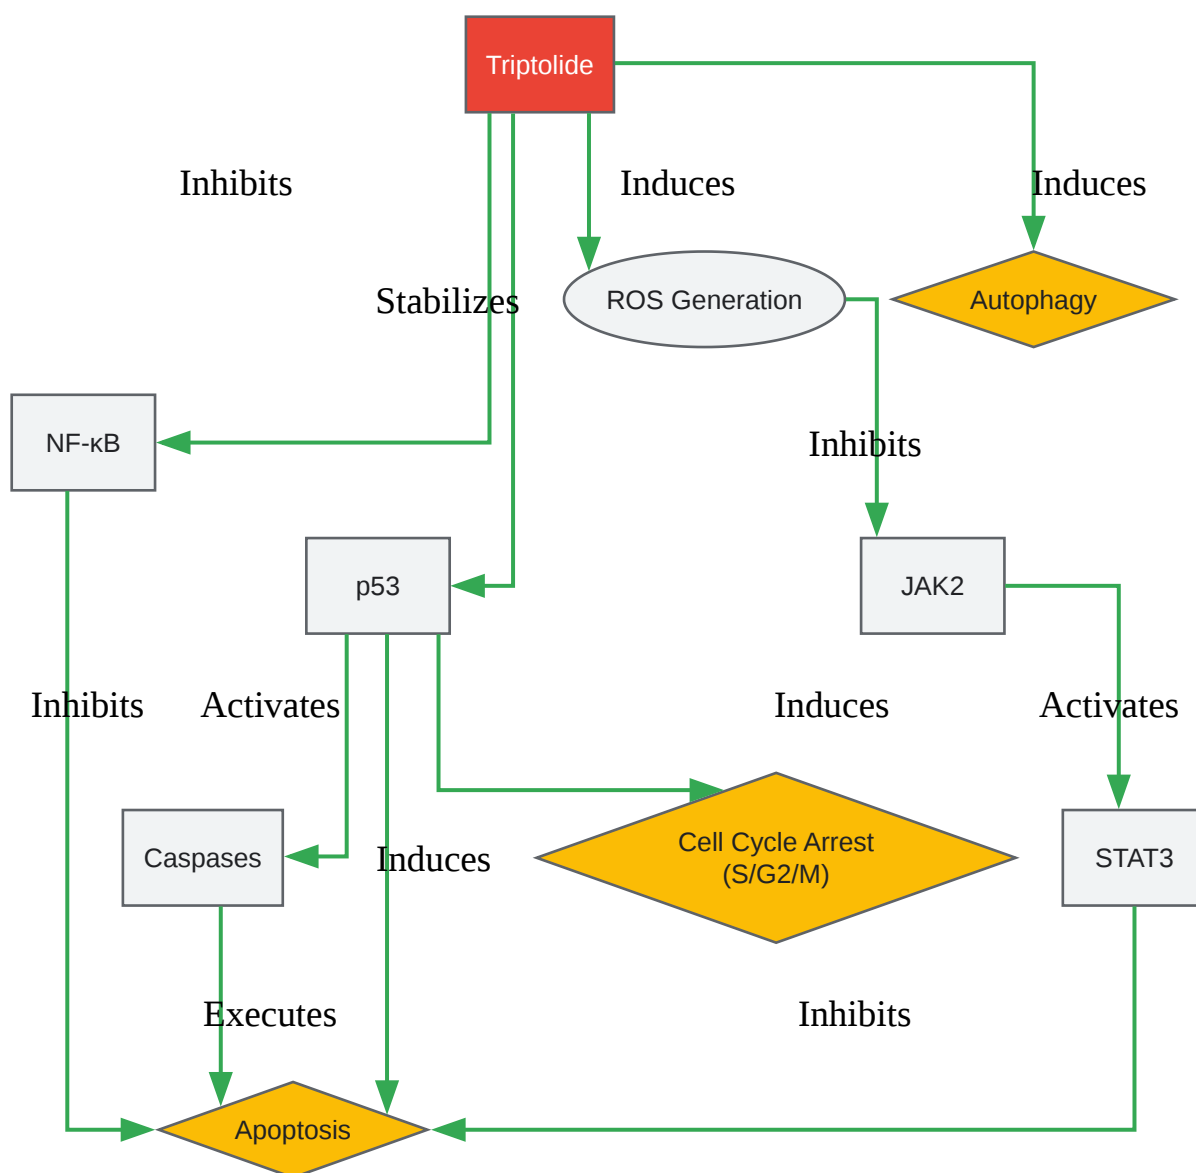 Triptolide
Inhibits
Induces
Induces
Stabilizes
ROS Generation
Autophagy
NF-κB
Inhibits
p53
JAK2
Inhibits
Activates
Induces
Activates
Caspases
Induces
Cell Cycle Arrest
(S/G2/M)
STAT3
Executes
Inhibits
Apoptosis